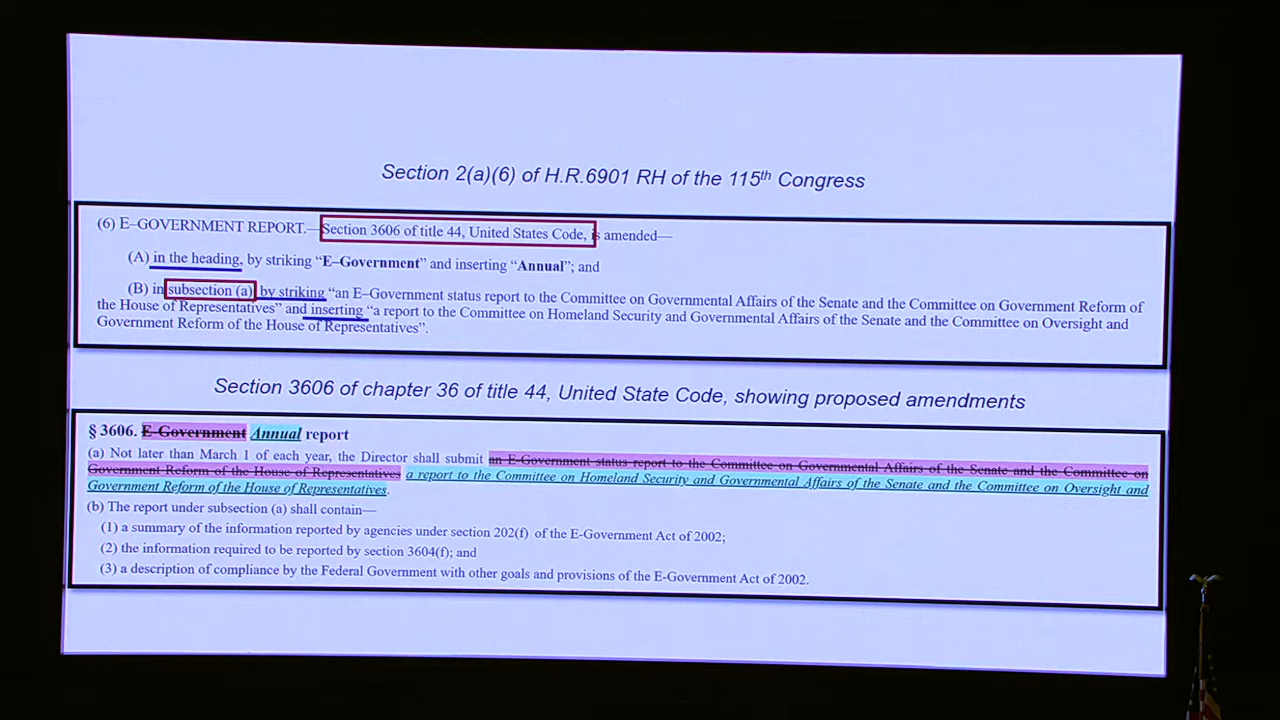 Section 2(a)(6) of H.R.6901 RH of the 115th Congress
(6) E–GOVERNMENT REPORT.—Section 3606 of title 44, United States Code, is amended—
(A) in the heading, by striking “E–Government” and inserting “Annual”; and
(B) in subsection (a) by striking “an E–Government status report to the Committee on Governmental Affairs of the Senate and the Committee on Government Reform of
the House of Representatives” and inserting “a report to the Committee on Homeland Security and Governmental Affairs of the Senate and the Committee on Oversight and
Government Reform of the House of Representatives”.
Section 3606 of chapter 36 of title 44, United State Code, showing proposed amendments
§ 3606. E-Government Annual report
(a) Not later than March 1 of each year, the Director shall submit an E-Government status report to the Committee on Governmental Affairs of the Senate and the Committee on
Government Reform of the House of Representatives a report to the Committee on Homeland Security and Governmental Affairs of the Senate and the Committee on Oversight and
Government Reform of the House of Representatives.
(b) The report under subsection (a) shall contain—
(1) a summary of the information reported by agencies under section 202(f) of the E-Government Act of 2002;
(2) the information required to be reported by section 3604(f); and
(3) a description of compliance by the Federal Government with other goals and provisions of the E-Government Act of 2002.